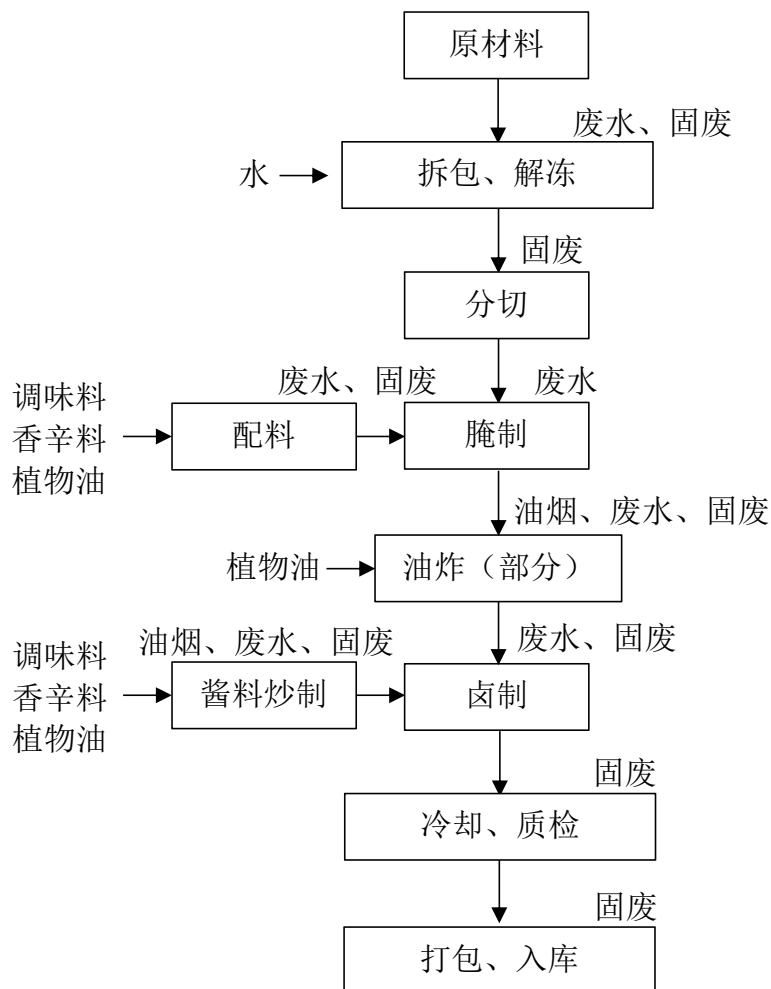 原材料
废水、固废
水
拆包、解冻
固废
分切
废水、固废
废水
调味料
香辛料
植物油
配料
腌制
油烟、废水、固废
植物油
油炸（部分）
废水、固废
油烟、废水、固废
调味料
香辛料
植物油
酱料炒制
卤制
固废
冷却、质检
固废
打包、入库